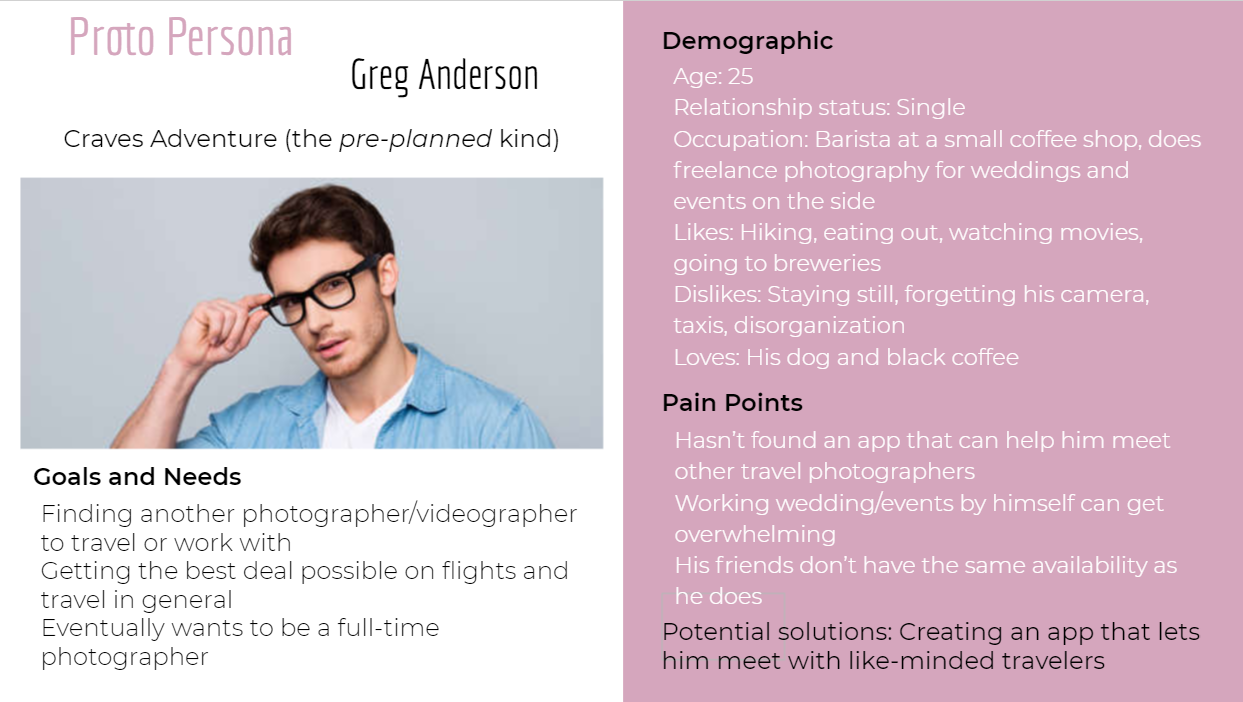 Proto Persona
Greg Anderson
Craves Adventure (the pre-planned kind)
Goals and Needs
Finding another photographer/videographer
to travel or work with
Getting the best deal possible on flights and
travel in general
Eventually wants to be a full-time
photographer
Demographic
Age: 25
Relationship status: Single
Occupation: Barista at a small coffee shop, does
freelance photography for weddings and
events on the side
Likes: Hiking, eating out, watching movies,
going to breweries
Dislikes: Staying still, forgetting his camera,
taxis, disorganization
Loves: His dog and black coffee
Pain Points
Hasn’t found an app that can help him meet
other travel photographers
Working wedding/events by himself can get
overwhelming
His friends don’t have the same availability as
he does
Potential solutions: Creating an app that lets
him meet with like-minded travelers